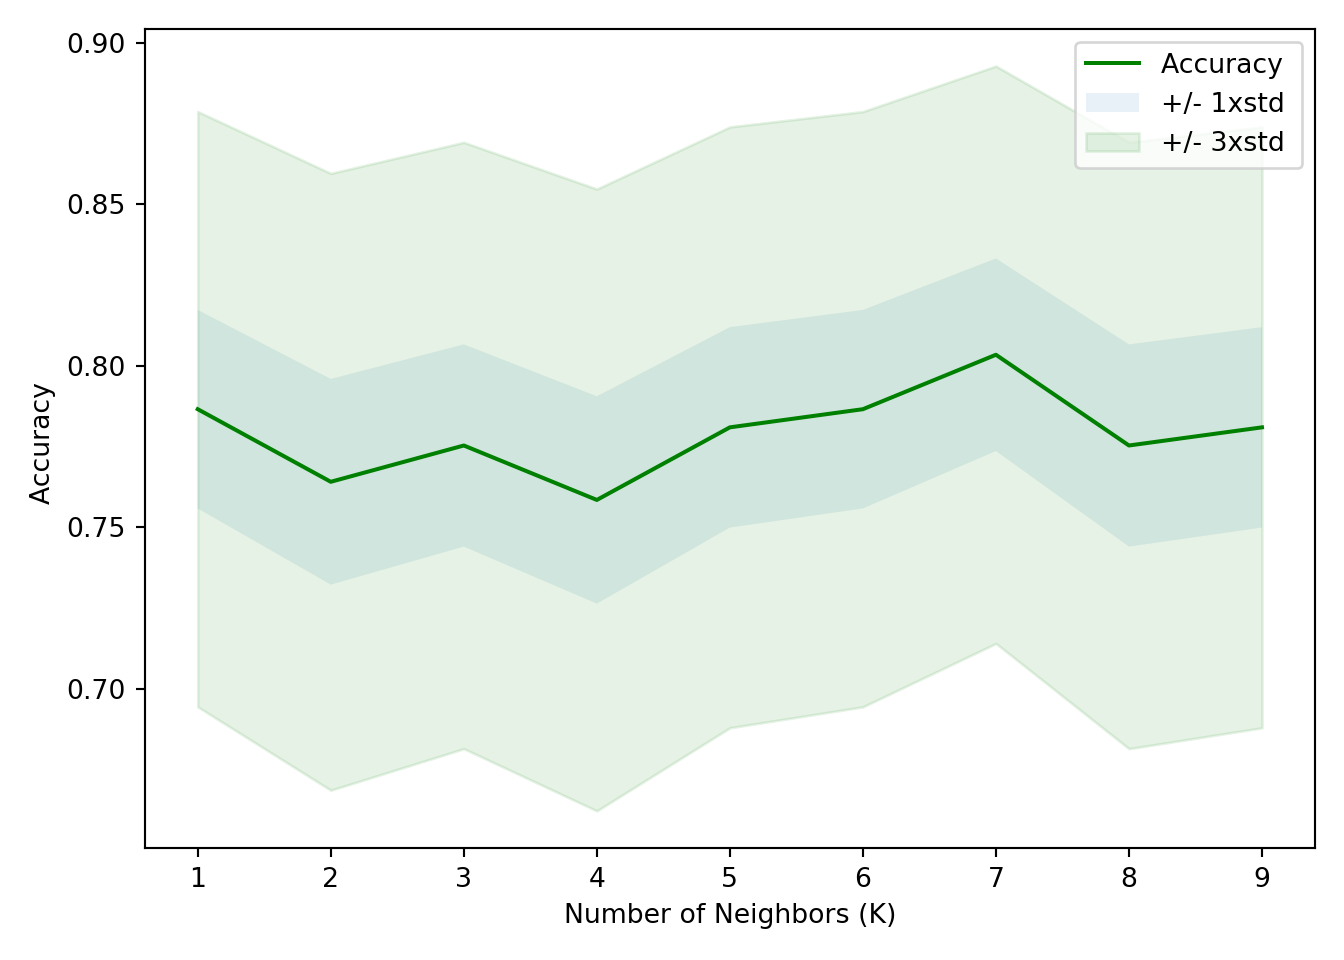 0.90
0.85
0.80
0.75
0.70
Accuracy
Accuracy
+/- 1xstd
+/- 3xstd
1 2 3 4 5 6 7 8 9
Number of Neighbors (K)